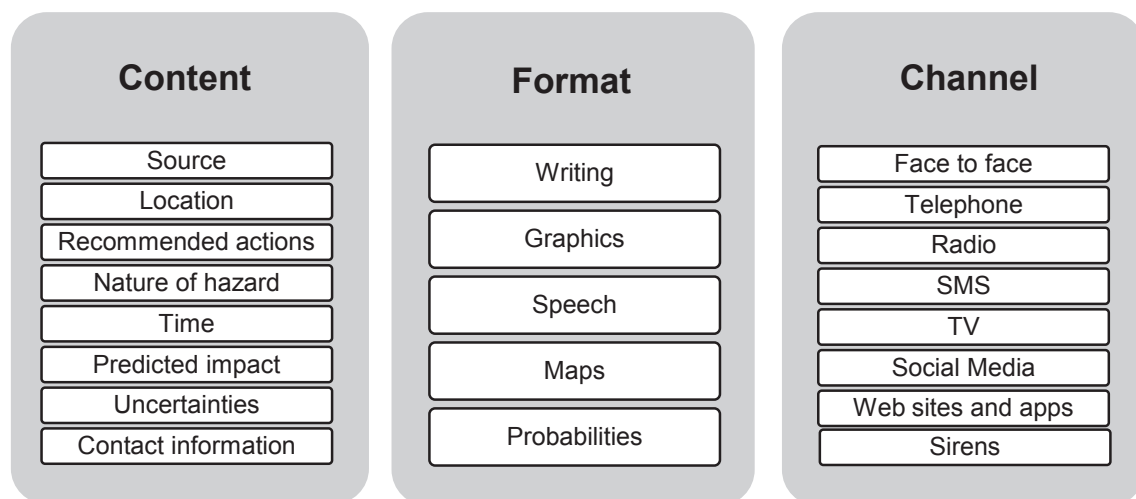 Content
Source
Location
Recommended actions
Nature of hazard
Time
Predicted impact
Uncertainties
Contact information
Format
Writing
Graphics
Speech
Maps
Probabilities
Channel
Face to face
Telephone
Radio
SMS
TV
Social Media
Web sites and apps
Sirens